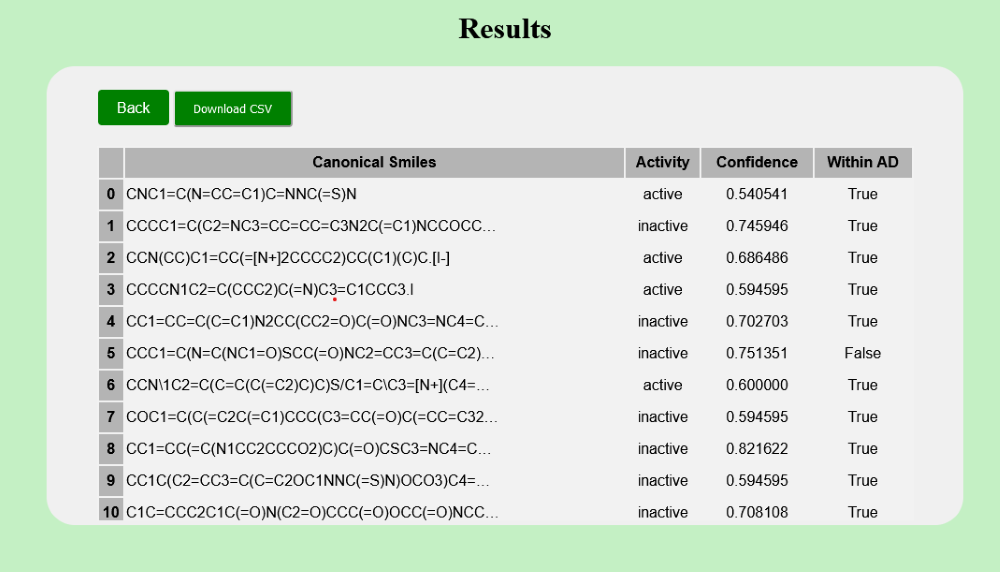 Results
Back Download CSV
Canonical Smiles Activity Confidence Within AD
0 CNC1=C(N=CC=C1)C=NNC(=S)N active 0.540541 True
1 CCCC1=C(C2=NC3=CC=CC=C3N2C(=C1)NCCOCC... inactive 0.745946 True
2 CCN(CC)C1=CC(=[N+]2CCCC2)CC(C1)(C)C.[I-] active 0.686486 True
3 CCCCN1C2=C(CCC2)C(=N)C3=C1CCC3.I active 0.594595 True
4 CC1=CC=C(C=C1)N2CC(CC2=O)C(=O)NC3=NC4=C... inactive 0.702703 True
5 CCC1=C(N=C(NC1=O)SCC(=O)NC2=CC3=C(C=C2)... inactive 0.751351 False
6 CCN\1C2=C(C=C(C(=C2)C)C)S/C1=C\C3=[N+](C4=... active 0.600000 True
7 COC1=C(C(=C2C(=C1)CCC(C3=CC(=O)C(=CC=C32... inactive 0.594595 True
8 CC1=CC(=C(N1CC2CCCO2)C)C(=O)CSC3=NC4=C... inactive 0.821622 True
9 CC1C(C2=CC3=C(C=C2OC1NNC(=S)N)OCO3)C4=... inactive 0.594595 True
10 C1C=CCC2C1C(=O)N(C2=O)CCC(=O)OCC(=O)NCC... inactive 0.708108 True